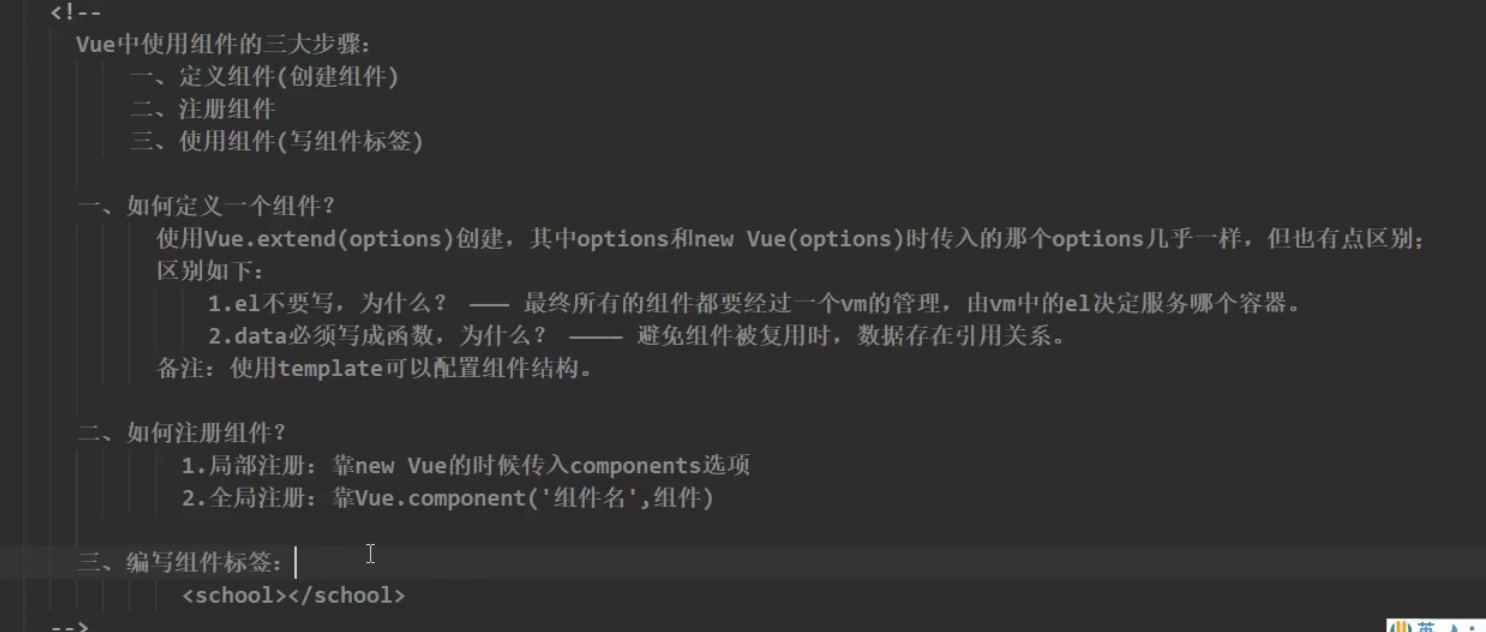 <!--
Vue中使用组件的三大步骤：
一、定义组件(创建组件)
二、注册组件
三、使用组件(写组件标签)
一、如何定义一个组件？
使用Vue.extend(options)创建，其中options和new Vue(options)时传入的那个options几乎一样，但也有点区别；
区别如下：
1.el不要写，为什么？ ——— 最终所有的组件都要经过一个vm的管理，由vm中的el决定服务哪个容器。
2.data必须写成函数，为什么？ ———— 避免组件被复用时，数据存在引用关系。
备注：使用template可以配置组件结构。
二、如何注册组件？
1.局部注册：靠new Vue的时候传入components选项
2.全局注册：靠Vue.component('组件名',组件)
三、编写组件标签：
<school></school>
-->
英